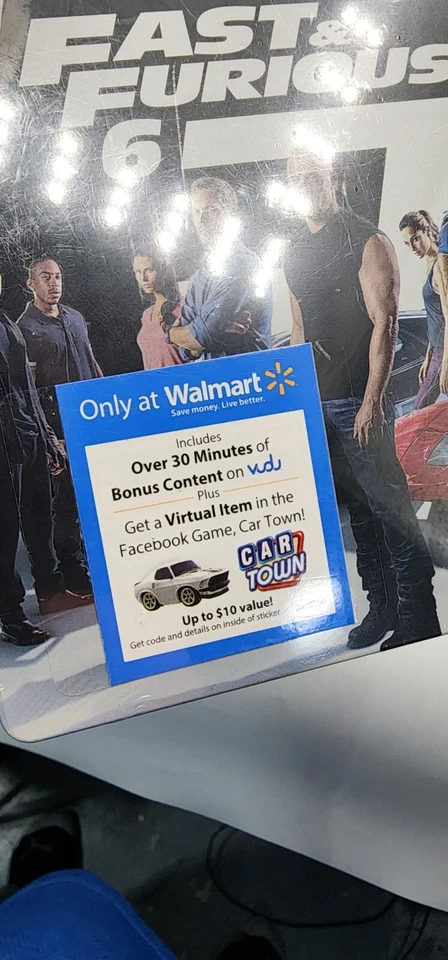 FAST &
FURIOUS
6
Only at Walmart
Save money. Live better.
Includes
Over 30 Minutes of
Bonus Content on vudu
Plus
Get a Virtual Item in the
Facebook Game, Car Town!
CAR
TOWN
Up to $10 value!
Get code and details on inside of sticker